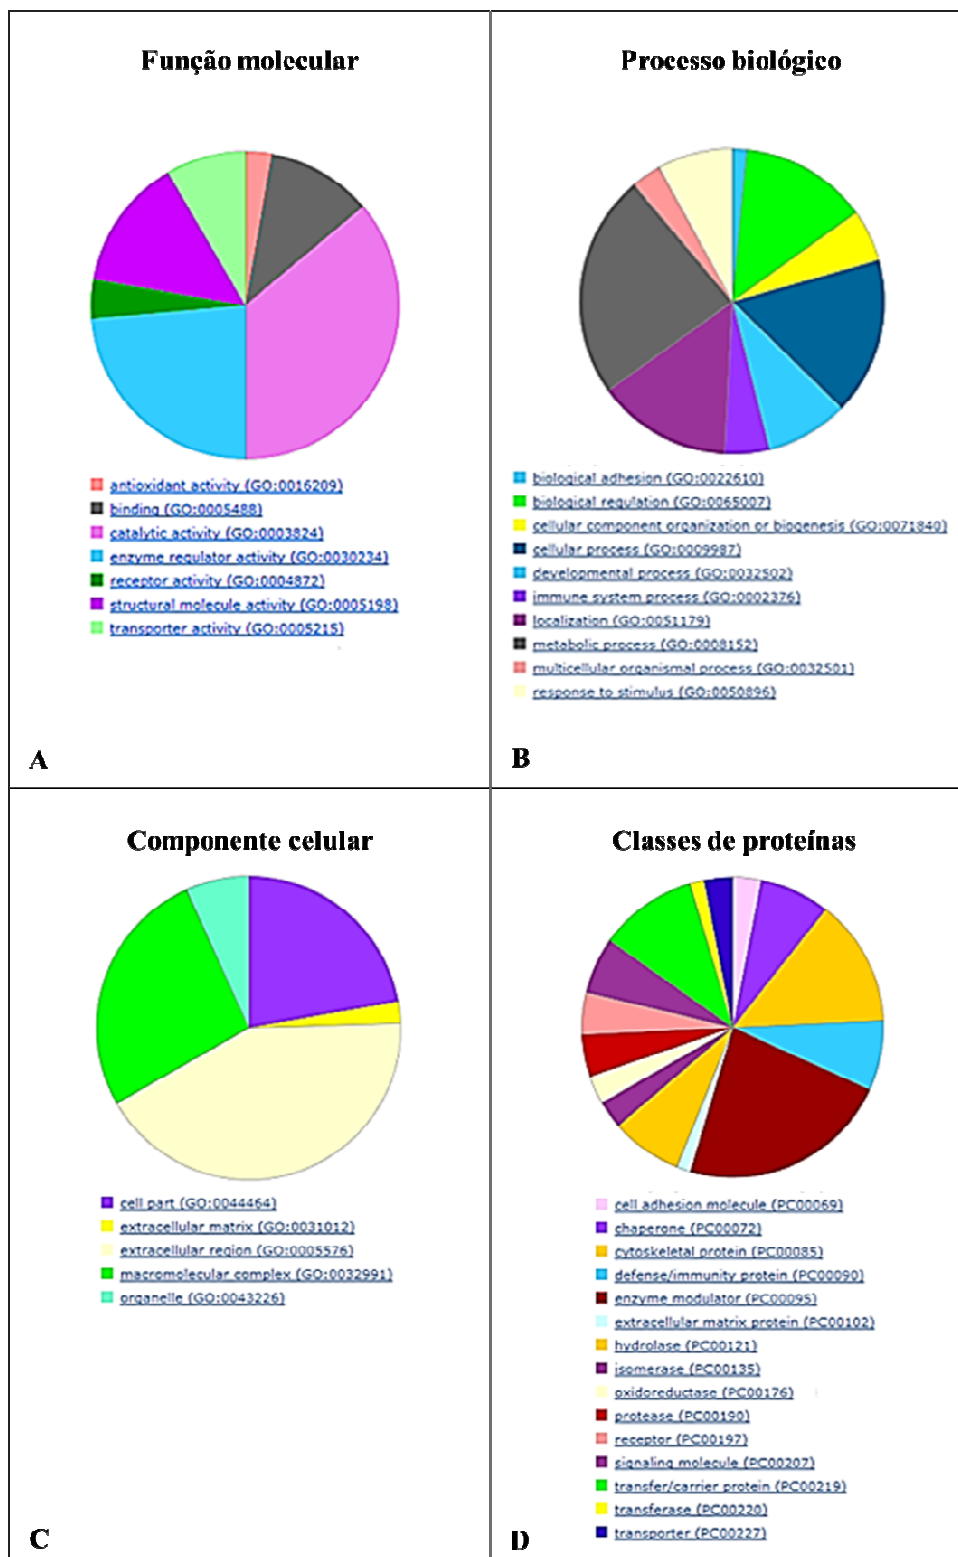 Função molecular
antioxidant activity (GO:0016209)
binding (GO:0005488)
catalytic activity (GO:0003824)
enzyme regulator activity (GO:0030234)
receptor activity (GO:0004872)
structural molecule activity (GO:0005198)
transporter activity (GO:0005215)
A
Processo biológico
biological adhesion (GO:0022610)
biological regulation (GO:0065007)
cellular component organization or biogenesis (GO:0071840)
cellular process (GO:0009987)
developmental process (GO:0032502)
immune system process (GO:0002376)
localization (GO:0051179)
metabolic process (GO:0008152)
multicellular organismal process (GO:0032501)
response to stimulus (GO:0050896)
B
Componente celular
cell part (GO:0044464)
extracellular matrix (GO:0031012)
extracellular region (GO:0005576)
macromolecular complex (GO:0032991)
organelle (GO:0043226)
C
Classes de proteínas
cell adhesion molecule (PC00069)
chaperone (PC00072)
cytoskeletal protein (PC00085)
defense/immunity protein (PC00090)
enzyme modulator (PC00095)
extracellular matrix protein (PC00102)
hydrolase (PC00121)
isomerase (PC00135)
oxidoreductase (PC00176)
protease (PC00190)
receptor (PC00197)
signaling molecule (PC00207)
transfer/carrier protein (PC00219)
transferase (PC00220)
transporter (PC00227)
D